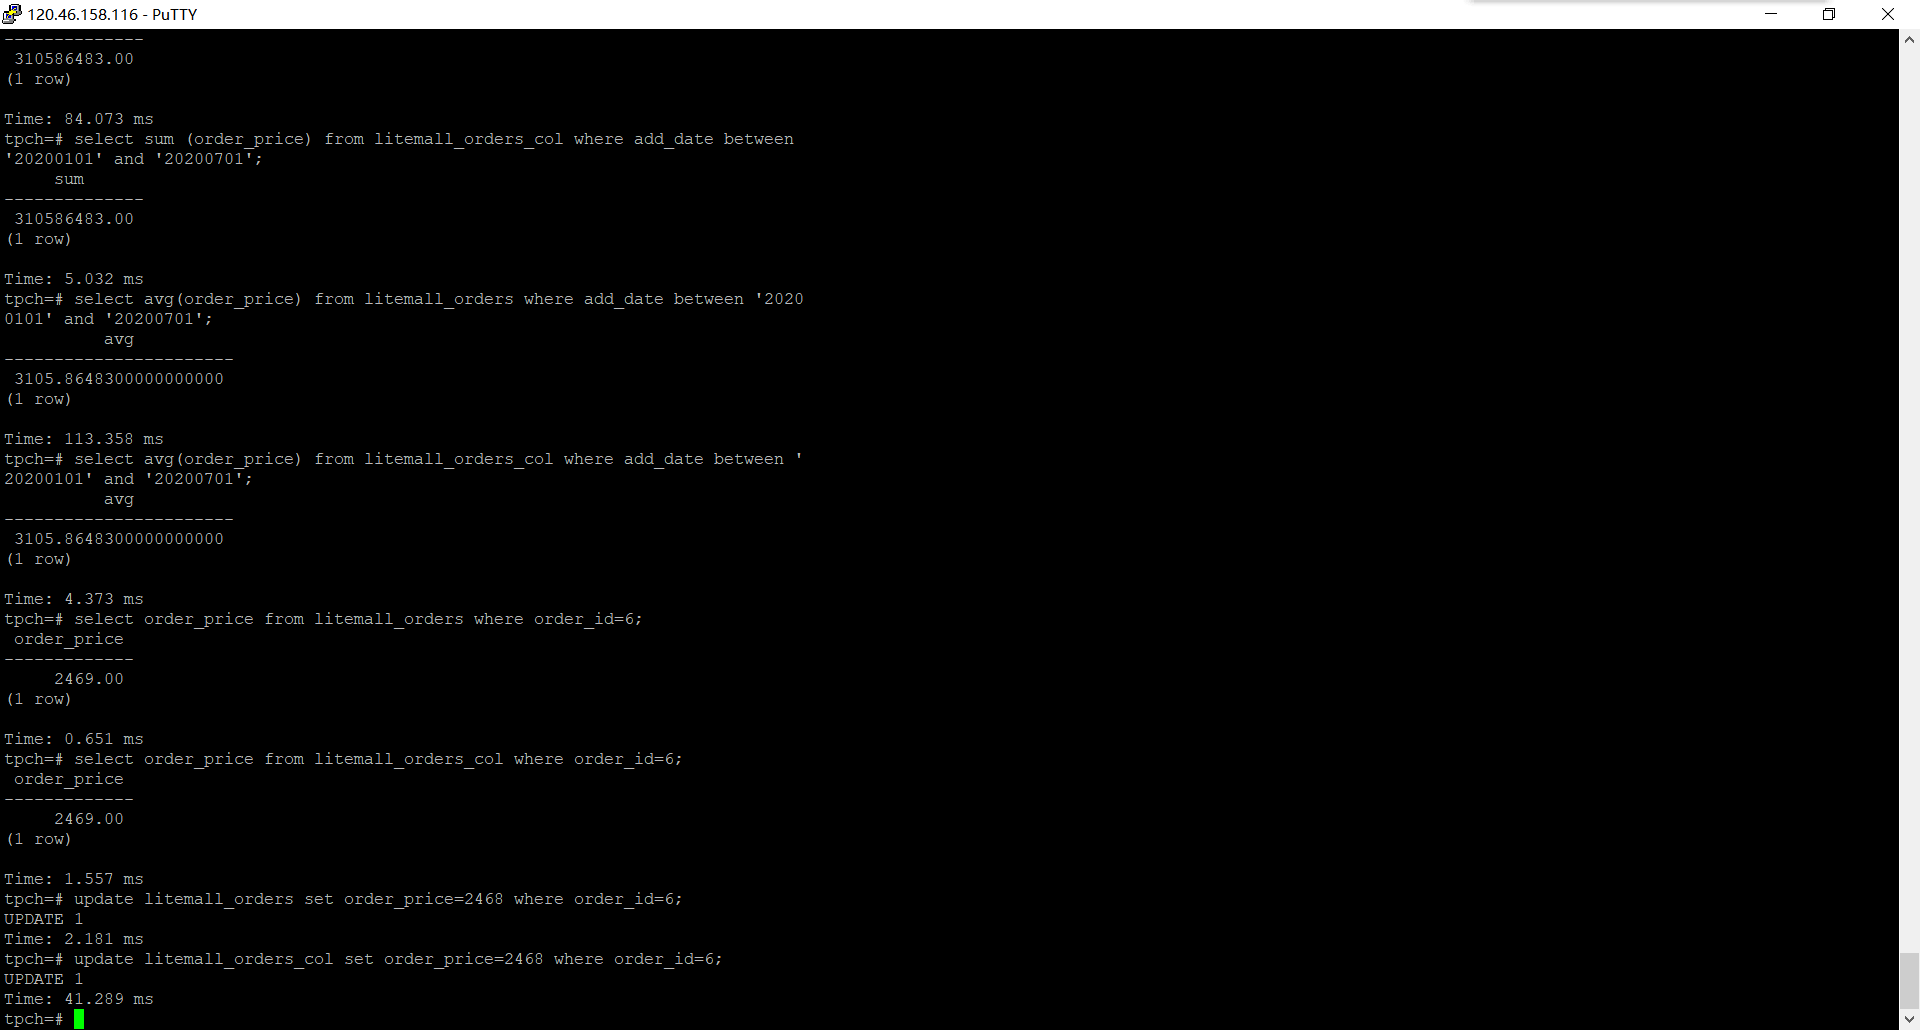 120.46.158.116 - PuTTY
--------------
310586483.00
(1 row)
Time: 84.073 ms
tpch=# select sum (order_price) from litemall_orders_col where add_date between
'20200101' and '20200701';
sum
--------------
310586483.00
(1 row)
Time: 5.032 ms
tpch=# select avg(order_price) from litemall_orders where add_date between '2020
0101' and '20200701';
avg
-----------------------
3105.8648300000000000
(1 row)
Time: 113.358 ms
tpch=# select avg(order_price) from litemall_orders_col where add_date between '
20200101' and '20200701';
avg
-----------------------
3105.8648300000000000
(1 row)
Time: 4.373 ms
tpch=# select order_price from litemall_orders where order_id=6;
order_price
-------------
2469.00
(1 row)
Time: 0.651 ms
tpch=# select order_price from litemall_orders_col where order_id=6;
order_price
-------------
2469.00
(1 row)
Time: 1.557 ms
tpch=# update litemall_orders set order_price=2468 where order_id=6;
UPDATE 1
Time: 2.181 ms
tpch=# update litemall_orders_col set order_price=2468 where order_id=6;
UPDATE 1
Time: 41.289 ms
tpch=#